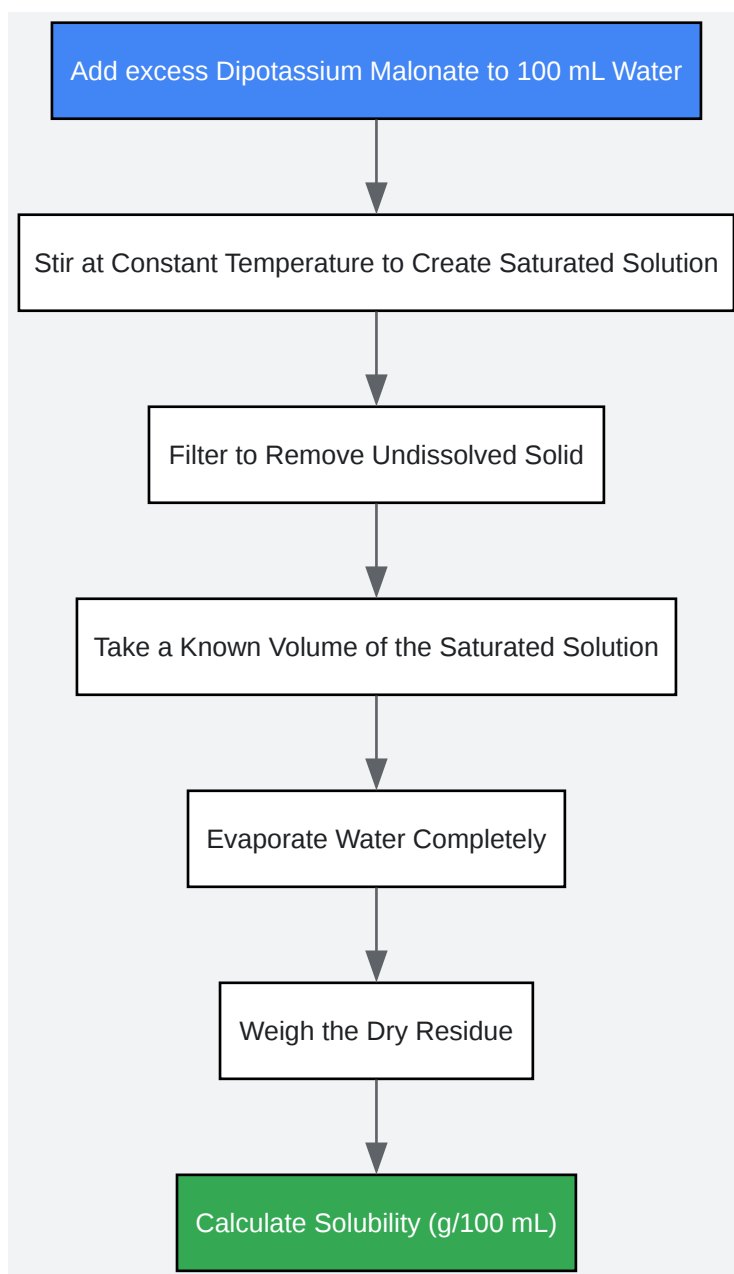 Add excess Dipotassium Malonate to 100 mL Water
Stir at Constant Temperature to Create Saturated Solution
Filter to Remove Undissolved Solid
Take a Known Volume of the Saturated Solution
Evaporate Water Completely
Weigh the Dry Residue
Calculate Solubility (g/100 mL)